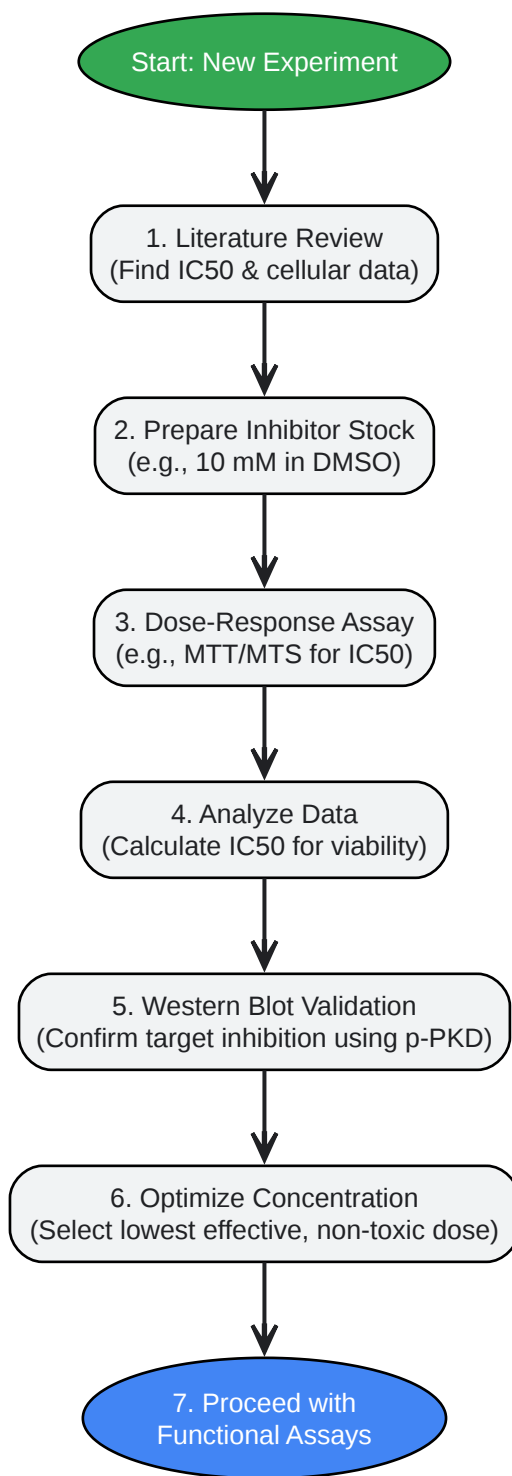 Start: New Experiment
1. Literature Review
(Find IC50 & cellular data)
2. Prepare Inhibitor Stock
(e.g., 10 mM in DMSO)
3. Dose-Response Assay
(e.g., MTT/MTS for IC50)
4. Analyze Data
(Calculate IC50 for viability)
5. Western Blot Validation
(Confirm target inhibition using p-PKD)
6. Optimize Concentration
(Select lowest effective, non-toxic dose)
7. Proceed with
Functional Assays